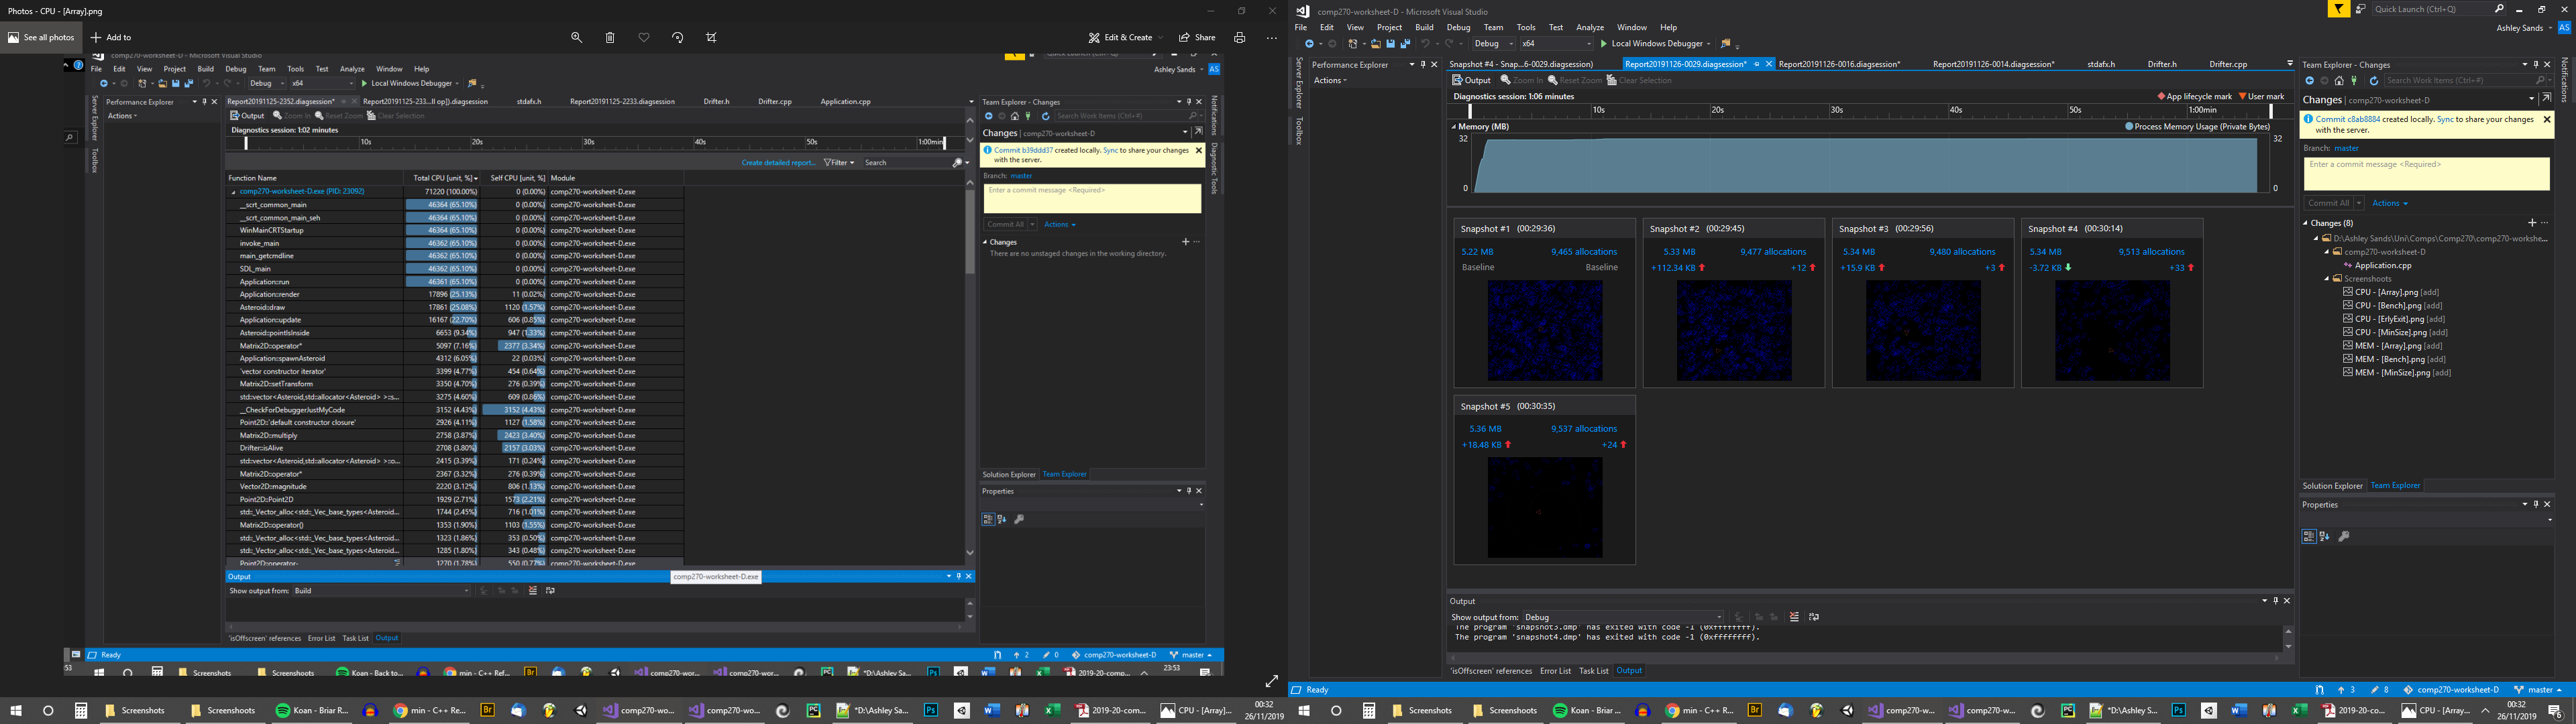 Photos - CPU - [Array].png
See all photos
Add to
Edit & Create
Share
comp270-worksheet-D - Microsoft Visual Studio
File Edit View Project Build Debug Team Tools Test Analyze Window Help
Ashley Sands AS
Debug x64 Local Windows Debugger
Server Explorer
Toolbox
Performance Explorer
Actions
Report20191125-2352.diagsession* Report20191125-233...ll op]).diagsession stdafx.h Report20191125-2233.diagsession Drifter.h Drifter.cpp Application.cpp
Output Zoom In Reset Zoom Clear Selection
Diagnostics session: 1:02 minutes
10s 20s 30s 40s 50s 1:00min
Create detailed report... Filter Search
Function Name Total CPU [unit, %] Self CPU [unit, %] Module
comp270-worksheet-D.exe (PID: 23092) 71220 (100.00%) 0 (0.00%) comp270-worksheet-D.exe
__scrt_common_main 46364 (65.10%) 0 (0.00%) comp270-worksheet-D.exe
__scrt_common_main_seh 46364 (65.10%) 0 (0.00%) comp270-worksheet-D.exe
WinMainCRTStartup 46364 (65.10%) 0 (0.00%) comp270-worksheet-D.exe
invoke_main 46362 (65.10%) 0 (0.00%) comp270-worksheet-D.exe
main_getcmdline 46362 (65.10%) 0 (0.00%) comp270-worksheet-D.exe
SDL_main 46362 (65.10%) 0 (0.00%) comp270-worksheet-D.exe
Application::run 46361 (65.10%) 0 (0.00%) comp270-worksheet-D.exe
Application::render 17896 (25.13%) 11 (0.02%) comp270-worksheet-D.exe
Asteroid::draw 17861 (25.08%) 1120 (1.57%) comp270-worksheet-D.exe
Application::update 16167 (22.70%) 606 (0.85%) comp270-worksheet-D.exe
Asteroid::pointIsInside 6653 (9.34%) 947 (1.33%) comp270-worksheet-D.exe
Matrix2D::operator* 5097 (7.16%) 2377 (3.34%) comp270-worksheet-D.exe
Application::spawnAsteroid 4312 (6.05%) 22 (0.03%) comp270-worksheet-D.exe
`vector constructor iterator' 3399 (4.77%) 454 (0.64%) comp270-worksheet-D.exe
Matrix2D::setTransform 3350 (4.70%) 276 (0.39%) comp270-worksheet-D.exe
std::vector<Asteroid,std::allocator<Asteroid> >::s... 3275 (4.60%) 609 (0.86%) comp270-worksheet-D.exe
__CheckForDebuggerJustMyCode 3152 (4.43%) 3152 (4.43%) comp270-worksheet-D.exe
Point2D::`default constructor closure' 2926 (4.11%) 1127 (1.58%) comp270-worksheet-D.exe
Matrix2D::multiply 2758 (3.87%) 2423 (3.40%) comp270-worksheet-D.exe
Drifter::isAlive 2708 (3.80%) 2157 (3.03%) comp270-worksheet-D.exe
std::vector<Asteroid,std::allocator<Asteroid> >::o... 2415 (3.39%) 171 (0.24%) comp270-worksheet-D.exe
Matrix2D::operator* 2367 (3.32%) 276 (0.39%) comp270-worksheet-D.exe
Vector2D::magnitude 2220 (3.12%) 806 (1.13%) comp270-worksheet-D.exe
Point2D::Point2D 1929 (2.71%) 1573 (2.21%) comp270-worksheet-D.exe
std::_Vector_alloc<std::_Vec_base_types<Asteroid... 1744 (2.45%) 716 (1.01%) comp270-worksheet-D.exe
Matrix2D::operator() 1353 (1.90%) 1103 (1.55%) comp270-worksheet-D.exe
std::_Vector_alloc<std::_Vec_base_types<Asteroid... 1323 (1.86%) 353 (0.50%) comp270-worksheet-D.exe
std::_Vector_alloc<std::_Vec_base_types<Asteroid... 1285 (1.80%) 343 (0.48%) comp270-worksheet-D.exe
Point2D::operator- 1270 (1.78%) 550 (0.77%) comp270-worksheet-D.exe
comp270-worksheet-D.exe
Output
Show output from: Build
'isOffscreen' references Error List Task List Output
Team Explorer - Changes
Search Work Items (Ctrl+#)
Changes | comp270-worksheet-D
Commit b39ddd37 created locally. Sync to share your changes
with the server.
Branch: master
Enter a commit message <Required>
Commit All Actions
Changes
There are no unstaged changes in the working directory.
Solution Explorer Team Explorer
Properties
Notifications
Diagnostic Tools
Ready 2 0 comp270-worksheet-D master
:53 Screenshots Screenshots Koan - Back to... min - C++ Ref... comp270-wor... comp270-wor... *D:\Ashley Sa... 2019-20-comp... 23:53
Screenshots Screenshots Koan - Briar R... min - C++ Re... comp270-wo... comp270-wo... *D:\Ashley Sa... 2019-20-com... CPU - [Array]... 00:32
26/11/2019
comp270-worksheet-D - Microsoft Visual Studio
Quick Launch (Ctrl+Q)
File Edit View Project Build Debug Team Tools Test Analyze Window Help
Ashley Sands AS
Debug x64 Local Windows Debugger
Server Explorer
Toolbox
Performance Explorer
Actions
Snapshot #4 - Snap...6-0029.diagsession) Report20191126-0029.diagsession* Report20191126-0016.diagsession* Report20191126-0014.diagsession* stdafx.h Drifter.h Drifter.cpp
Output Zoom In Reset Zoom Clear Selection
Diagnostics session: 1:06 minutes
App lifecycle mark User mark
10s 20s 30s 40s 50s 1:00min
Memory (MB)
Process Memory Usage (Private Bytes)
32 32
0 0
Snapshot #1 (00:29:36)
5.22 MB 9,465 allocations
Baseline Baseline
Snapshot #2 (00:29:45)
5.33 MB 9,477 allocations
+112.34 KB +12
Snapshot #3 (00:29:56)
5.34 MB 9,480 allocations
+15.9 KB +3
Snapshot #4 (00:30:14)
5.34 MB 9,513 allocations
-3.72 KB +33
Snapshot #5 (00:30:35)
5.36 MB 9,537 allocations
+18.48 KB +24
Output
Show output from: Debug
The program 'snapshot3.dmp' has exited with code -1 (0xffffffff).
The program 'snapshot4.dmp' has exited with code -1 (0xffffffff).
'isOffscreen' references Error List Task List Output
Team Explorer - Changes
Search Work Items (Ctrl+#)
Changes | comp270-worksheet-D
Commit c8ab8884 created locally. Sync to share your changes
with the server.
Branch: master
Enter a commit message <Required>
Commit All Actions
Changes (8)
D:\Ashley Sands\Uni\Comps\Comp270\comp270-workshe...
comp270-worksheet-D
Application.cpp
Screenshots
CPU - [Array].png [add]
CPU - [Bench].png [add]
CPU - [ErlyExit].png [add]
CPU - [MinSize].png [add]
MEM - [Array].png [add]
MEM - [Bench].png [add]
MEM - [MinSize].png [add]
Solution Explorer Team Explorer
Properties
Notifications
Ready 3 8 comp270-worksheet-D master
Screenshots Screenshots Koan - Briar ... min - C++ Re... comp270-w... comp270-w... *D:\Ashley S... 2019-20-co... CPU - [Array... 00:32
26/11/2019